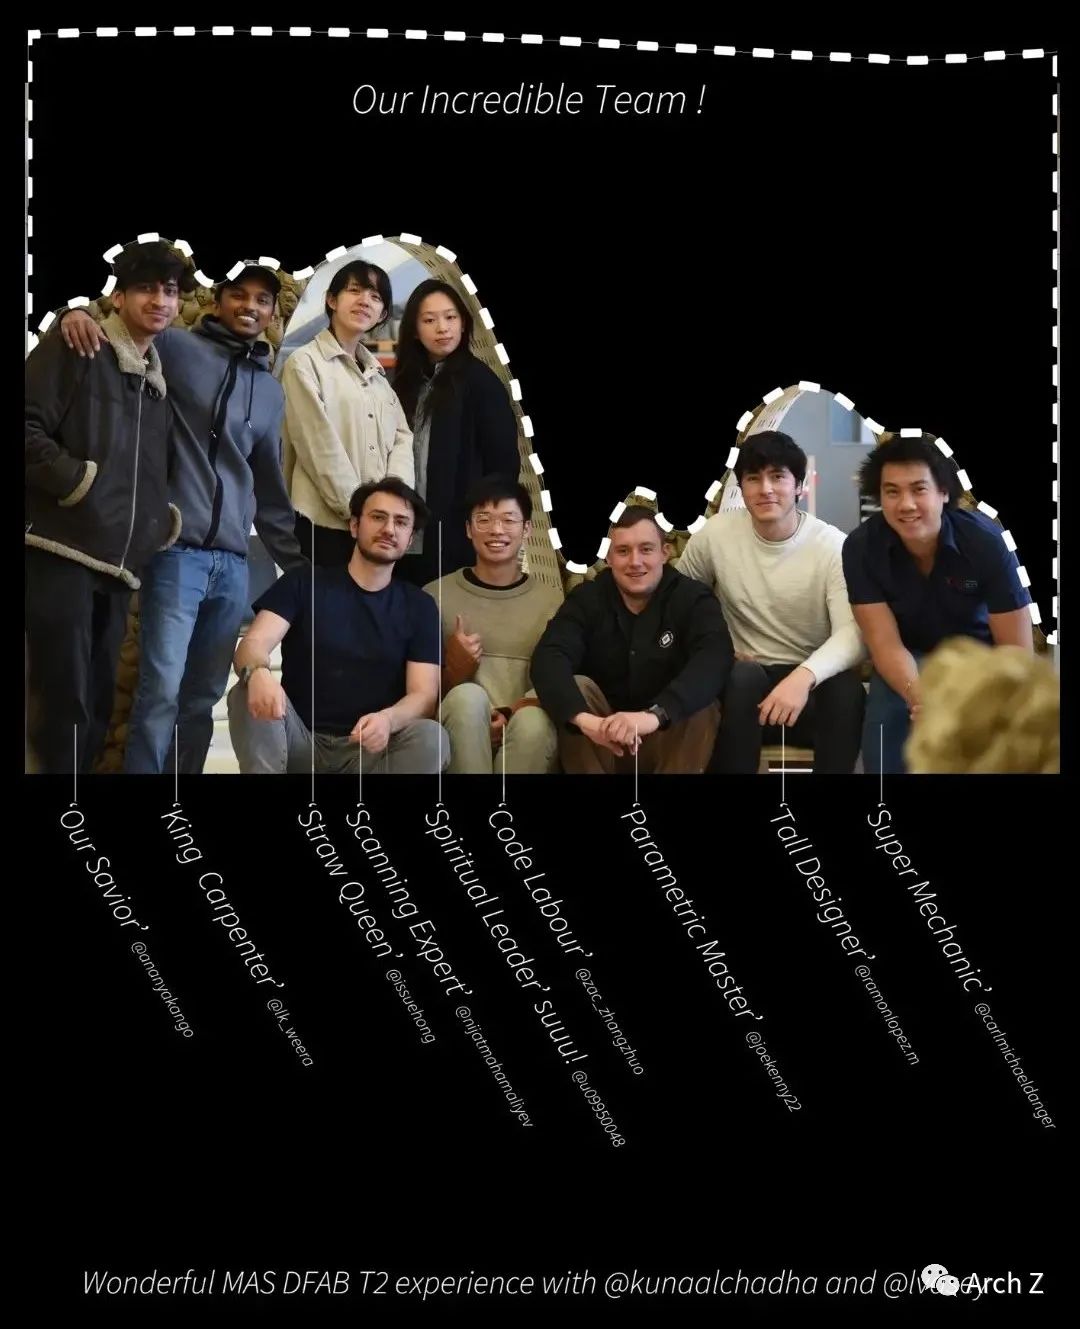 Our Incredible Team !
‘Our Savior’ @ananyakango
‘King Carpenter’ @lk_weera
‘Straw Queen’ @issuehong
‘Scanning Expert’ @nijatmahamaliyev
‘Spiritual Leader’ suuu! @u09950048
‘Code Labour’ @zac_zhangzhuo
‘Parametric Master’ @joekenny22
‘Tall Designer’ @ramonlopez.m
‘Super Mechanic’ @carlmichaeldanger
Wonderful MAS DFAB T2 experience with @kunaalchadha and
Arch Z